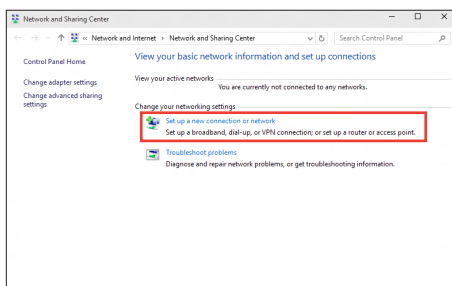 Network and Sharing Center
« Network and Internet › Network and Sharing Center
Search Control Panel
Control Panel Home
Change adapter settings
Change advanced sharing
settings
View your basic network information and set up connections
View your active networks
You are currently not connected to any networks.
Change your networking settings
Set up a new connection or network
Set up a broadband, dial-up, or VPN connection; or set up a router or access point.
Troubleshoot problems
Diagnose and repair network problems, or get troubleshooting information.